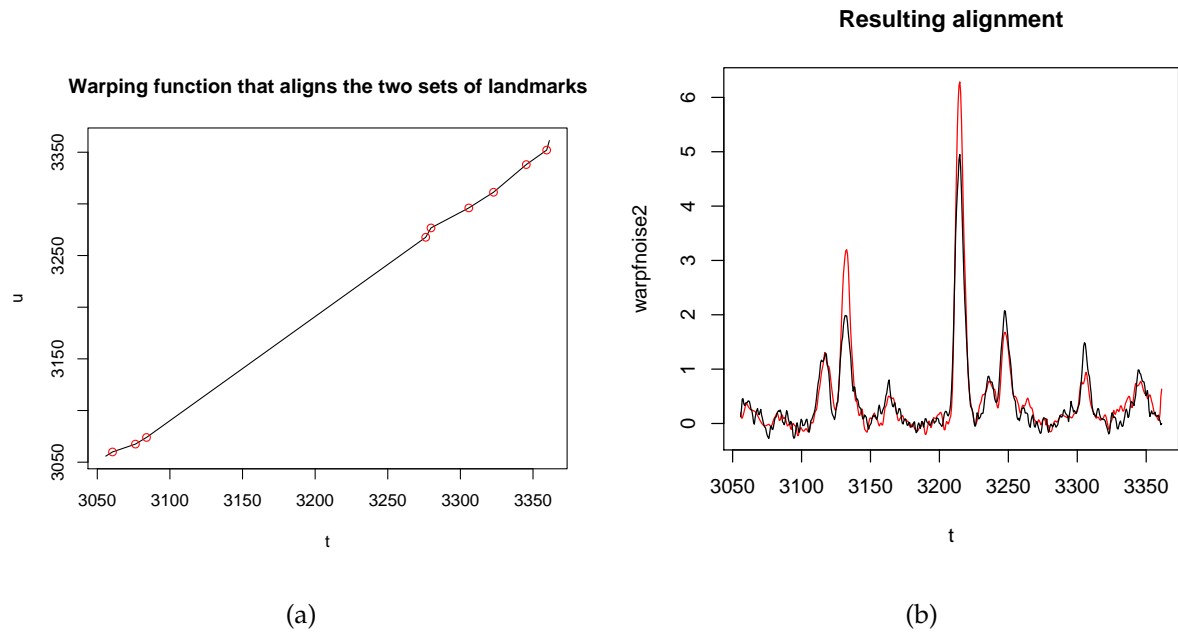 Warping function that aligns the two sets of landmarks
3350
3250
3150
3050
u
3050 3100 3150 3200 3250 3300 3350
t
(a)
Resulting alignment
6
5
4
3
2
1
0
warpfnoise2
3050 3100 3150 3200 3250 3300 3350
t
(b)